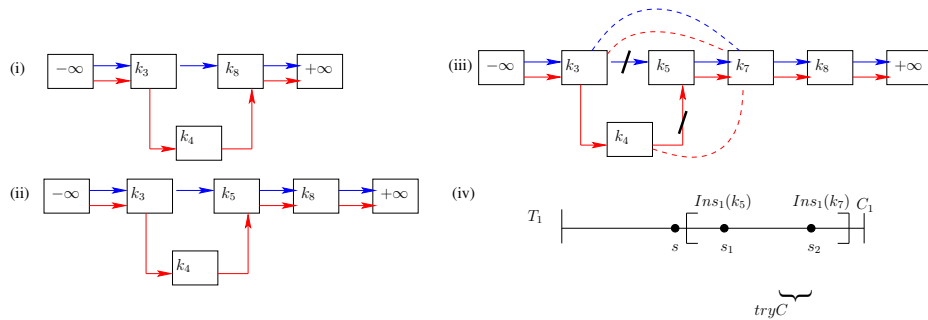 (i) −∞ k₃ k₈ +∞
k₄
(ii) −∞ k₃ k₅ k₈ +∞
k₄
(iii) −∞ k₃ k₅ k₇ k₈ +∞
k₄
(iv) Ins₁(k₅) Ins₁(k₇) C₁
T₁
s s₁ s₂
tryC